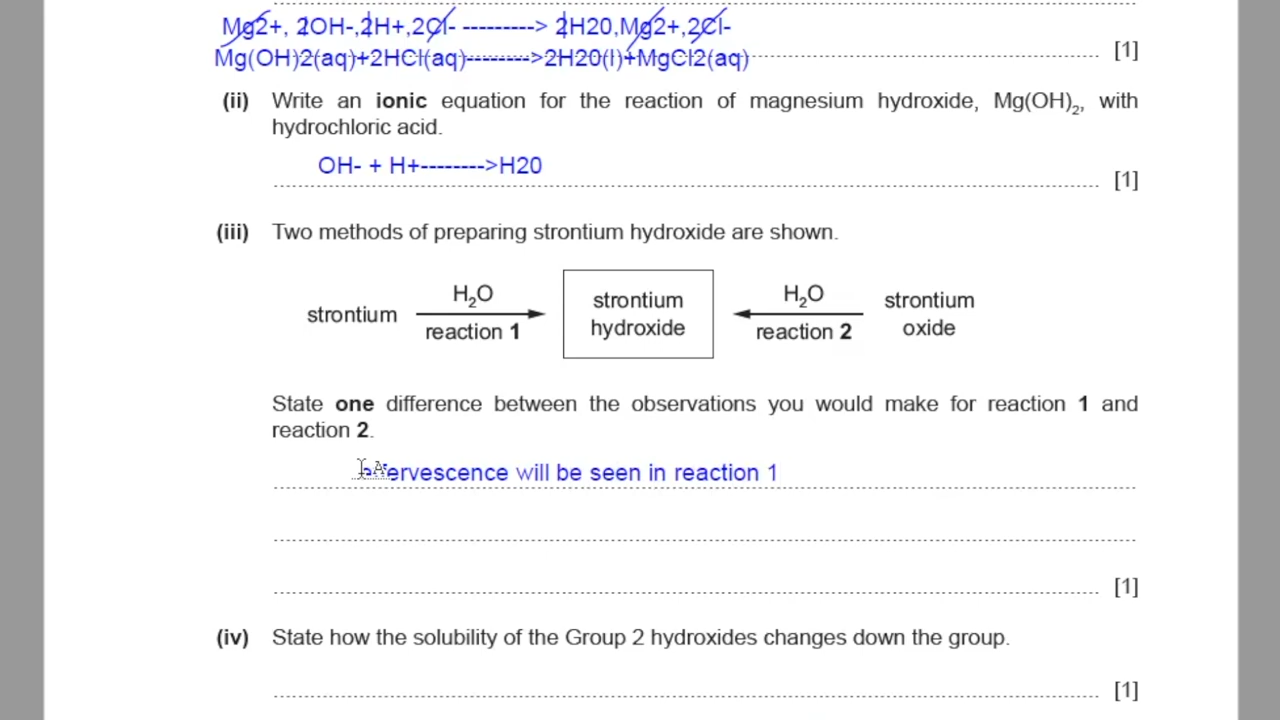 Mg2+, 2OH-,2H+,2Cl- ---------> 2H20,Mg2+,2Cl-
Mg(OH)2(aq)+2HCl(aq)-------->2H20(l)+MgCl2(aq)
[1]
(ii) Write an ionic equation for the reaction of magnesium hydroxide, Mg(OH)₂, with
hydrochloric acid.
OH- + H+-------->H20
[1]
(iii) Two methods of preparing strontium hydroxide are shown.
strontium
H₂O
reaction 1
strontium
hydroxide
H₂O
reaction 2
strontium
oxide
State one difference between the observations you would make for reaction 1 and
reaction 2.
effervescence will be seen in reaction 1
[1]
(iv) State how the solubility of the Group 2 hydroxides changes down the group.
[1]